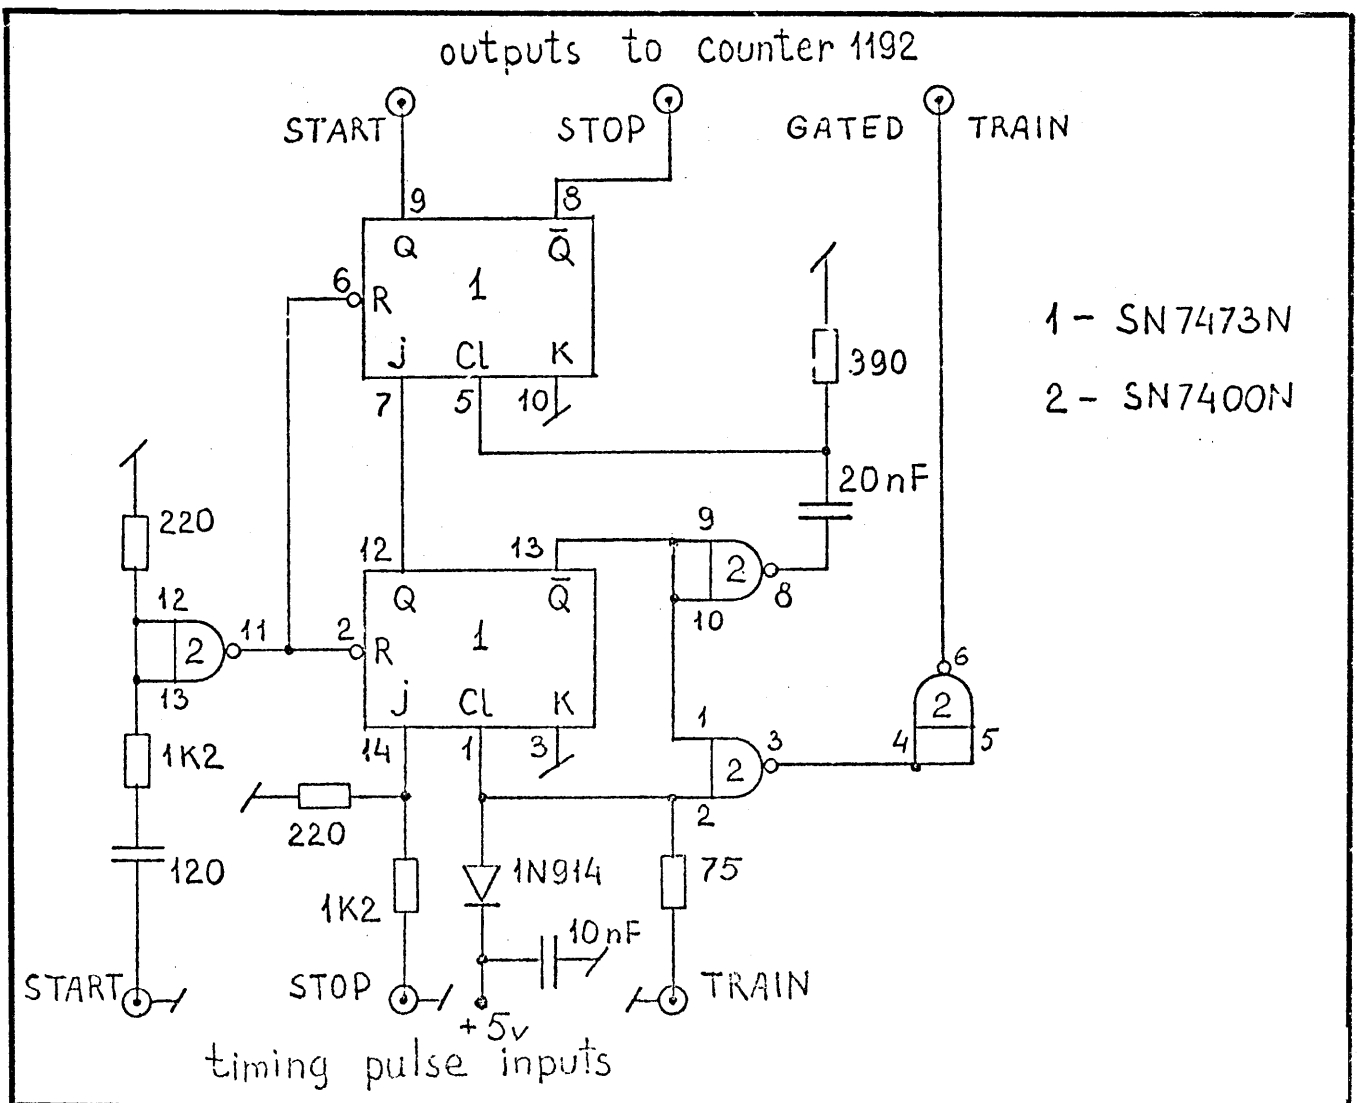 outputs to counter 1192
START
STOP
GATED TRAIN
9
8
Q
Q̅
6
R
1
j
Cl
K
7
5
10
390
1 - SN7473N
2 - SN7400N
20nF
220
12
13
9
2
8
10
12
2
11
13
2
Q
Q̅
R
1
j
Cl
K
14
1
3
1
2
3
2
6
2
4
5
1K2
220
120
1K2
1N914
75
10nF
START
STOP
+5v
TRAIN
timing pulse inputs